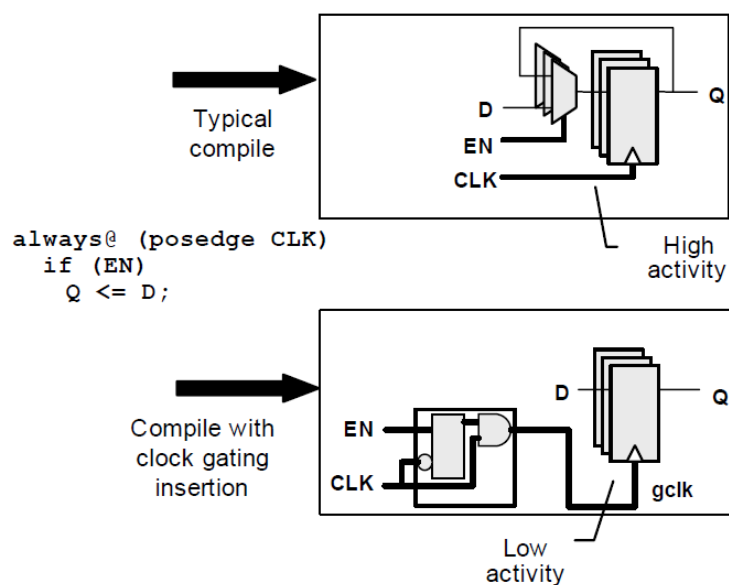 Typical
compile
D
EN
CLK
Q
High
activity
always@ (posedge CLK)
if (EN)
Q <= D;
Compile with
clock gating
insertion
EN
CLK
D
Q
gclk
Low
activity